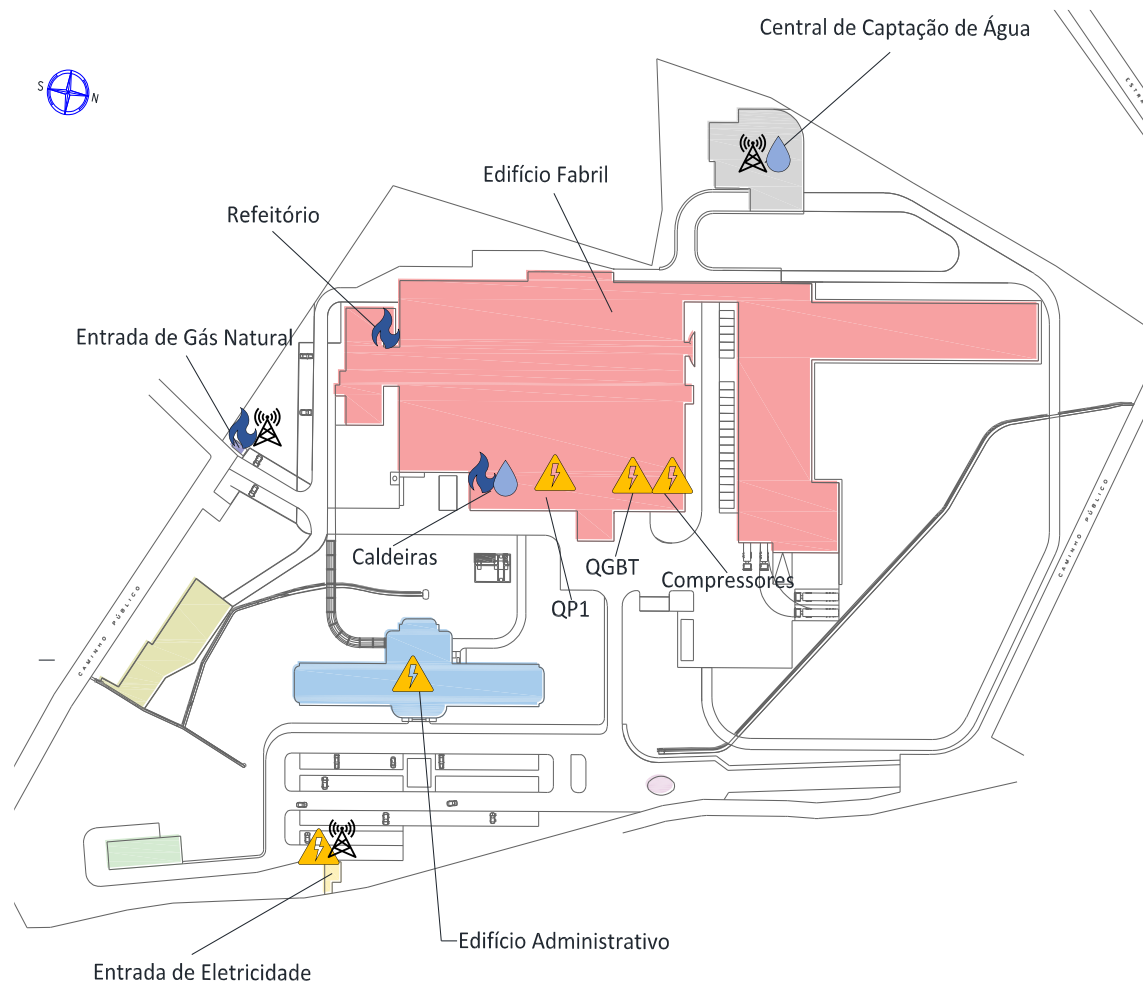 Central de Captação de Água
S
N
ESTRA
Edifício Fabril
Refeitório
Entrada de Gás Natural
Caldeiras
QGBT
Compressores
QP1
CAMINHO PÚBLICO
CAMINHO PÚBLICO
Edifício Administrativo
Entrada de Eletricidade